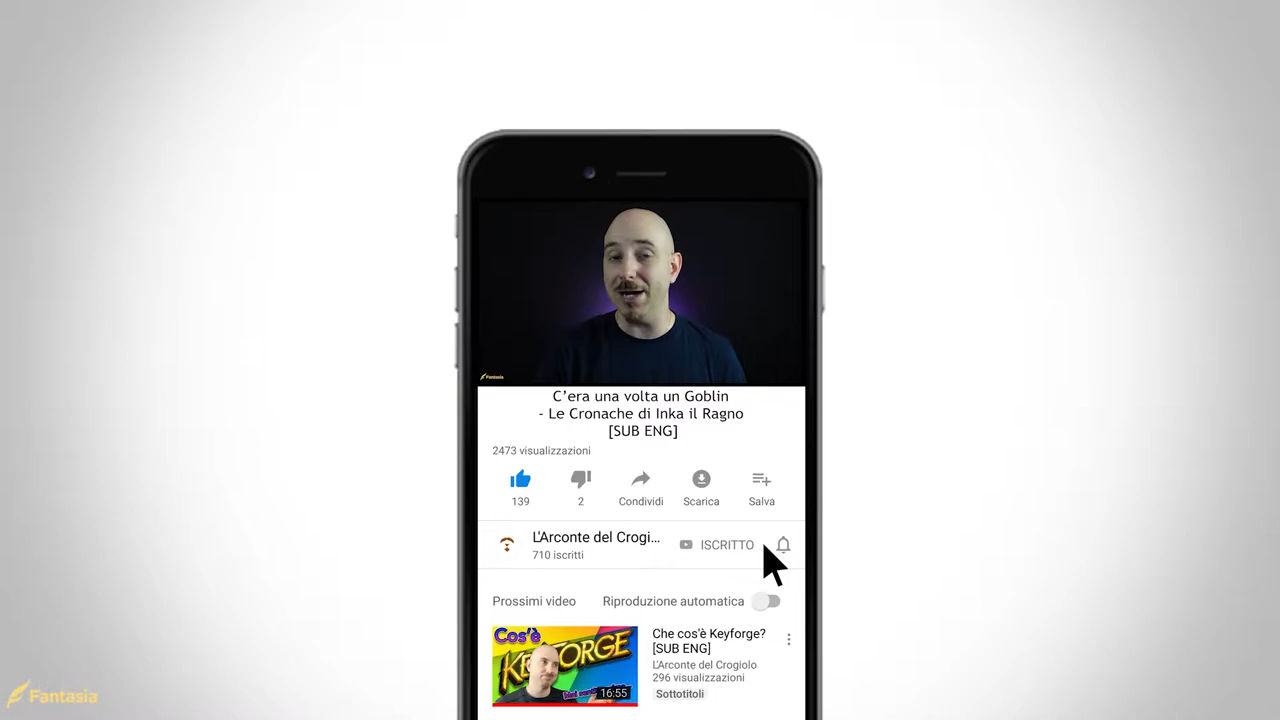 Fantasia
C’era una volta un Goblin
- Le Cronache di Inka il Ragno
[SUB ENG]
2473 visualizzazioni
139
2
Condividi
Scarica
Salva
L'Arconte del Crogi...
ISCRITTO
710 iscritti
Prossimi video
Riproduzione automatica
Cos'è
KEYFORGE
16:55
Che cos'è Keyforge?
[SUB ENG]
L'Arconte del Crogiolo
296 visualizzazioni
Sottotitoli
Fantasia